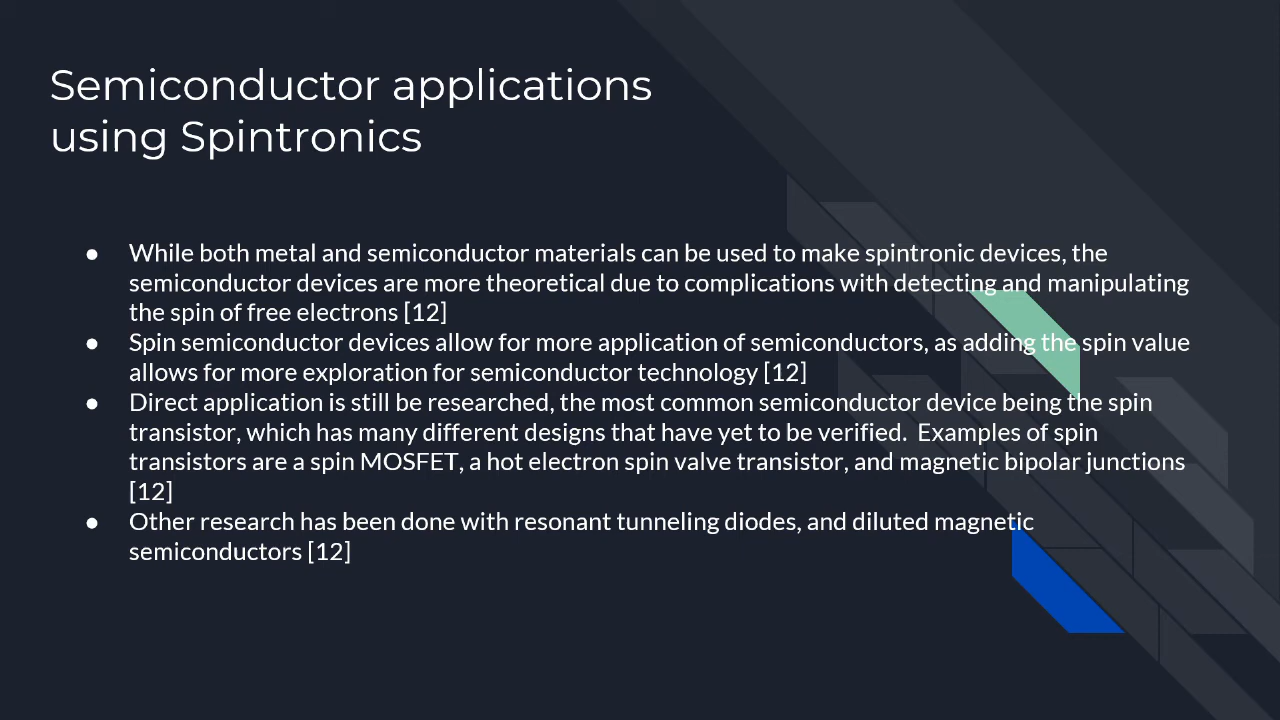 Semiconductor applications
using Spintronics
● While both metal and semiconductor materials can be used to make spintronic devices, the
semiconductor devices are more theoretical due to complications with detecting and manipulating
the spin of free electrons [12]
● Spin semiconductor devices allow for more application of semiconductors, as adding the spin value
allows for more exploration for semiconductor technology [12]
● Direct application is still be researched, the most common semiconductor device being the spin
transistor, which has many different designs that have yet to be verified.  Examples of spin
transistors are a spin MOSFET, a hot electron spin valve transistor, and magnetic bipolar junctions
[12]
● Other research has been done with resonant tunneling diodes, and diluted magnetic
semiconductors [12]